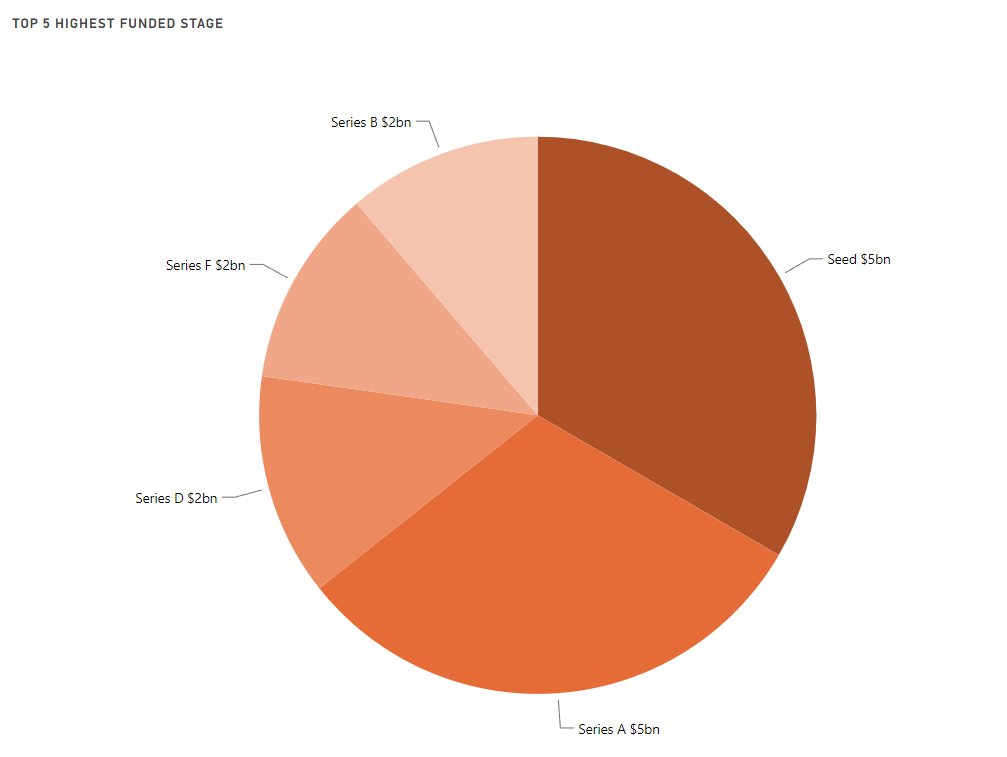 TOP 5 HIGHEST FUNDED STAGE
Series B $2bn
Seed $5bn
Series F $2bn
Series D $2bn
Series A $5bn